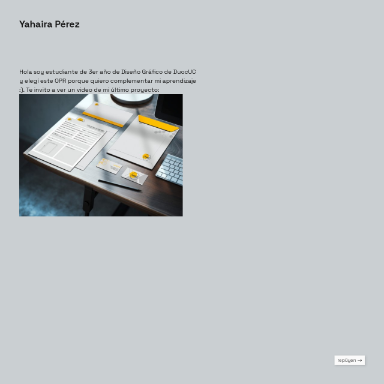 Yahaira Pérez
Hola soy estudiante de 3er año de Diseño Gráfico de DuocUC
y elegí este OPR porque quiero complementar mi aprendizaje
:). Te invito a ver un video de mi último proyecto: